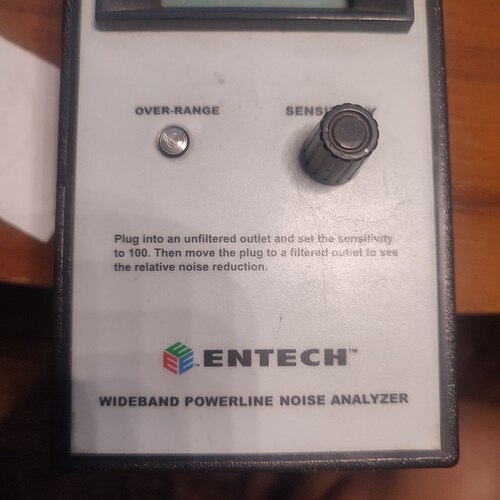 OVER-RANGE
Plug into an unfiltered outlet and set the sensitivity
to 100. Then move the plug to a filtered outlet to see
the relative noise reduction.
ENTECH™
WIDEBAND POWERLINE NOISE ANALYZER